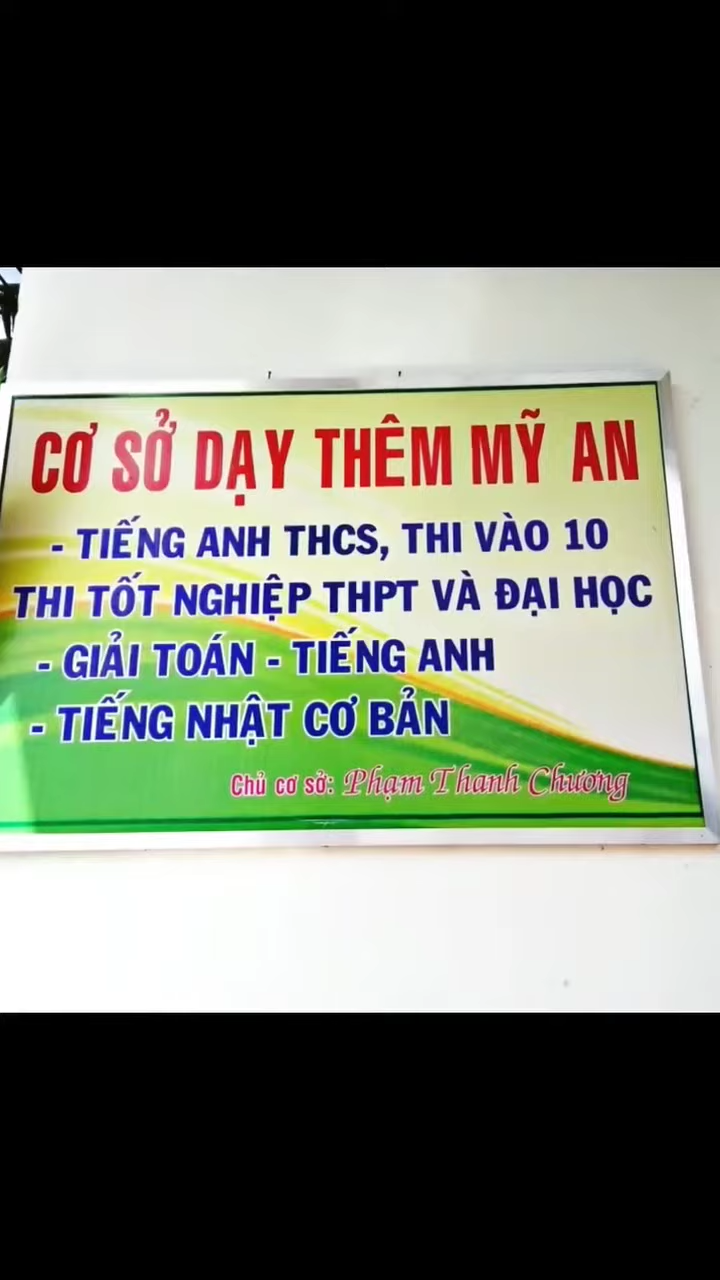 CƠ SỞ DẠY THÊM MỸ AN
- TIẾNG ANH THCS, THI VÀO 10
THI TỐT NGHIỆP THPT VÀ ĐẠI HỌC
- GIẢI TOÁN - TIẾNG ANH
- TIẾNG NHẬT CƠ BẢN
Chủ cơ sở: Phạm Thanh Chương